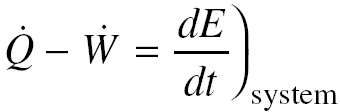 Q̇ − Ẇ = dE/dt)system